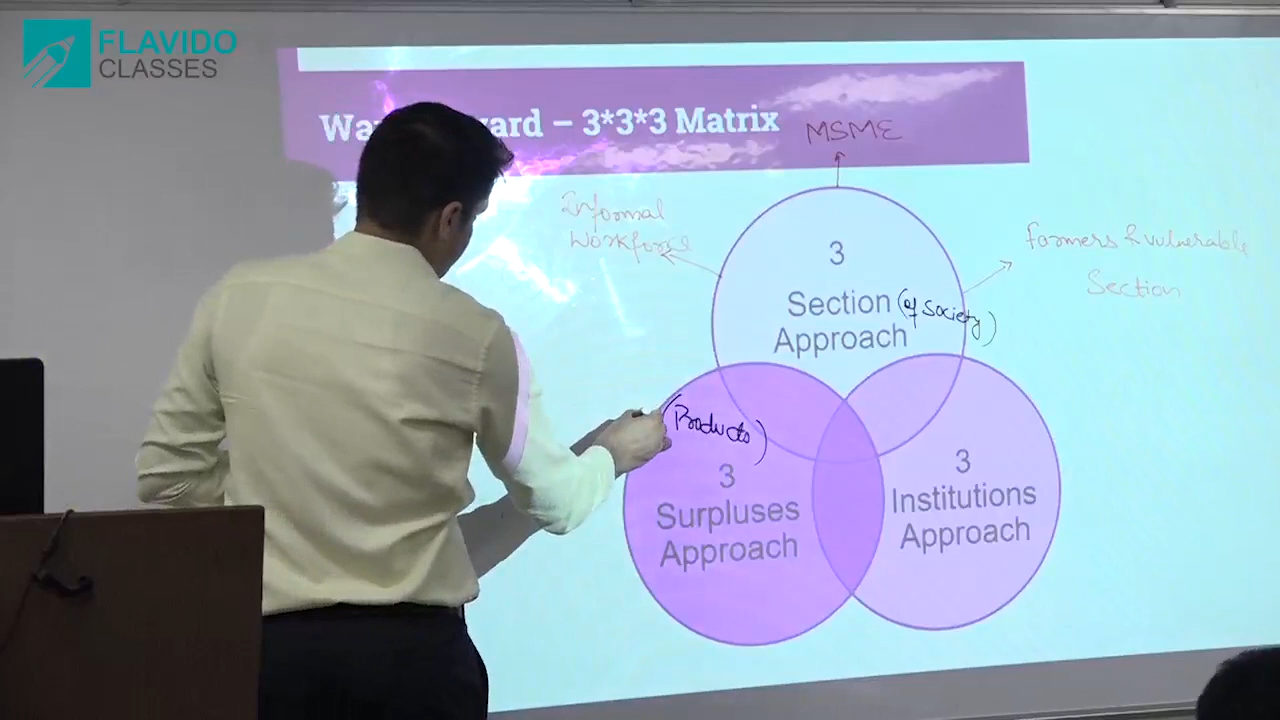 FLAVIDO
CLASSES
ard – 3*3*3 Matrix
MSME
Informal
Workforce
farmers & vulnerable
Section
3
Section (of society)
Approach
(Products)
3
Surpluses
Approach
3
Institutions
Approach